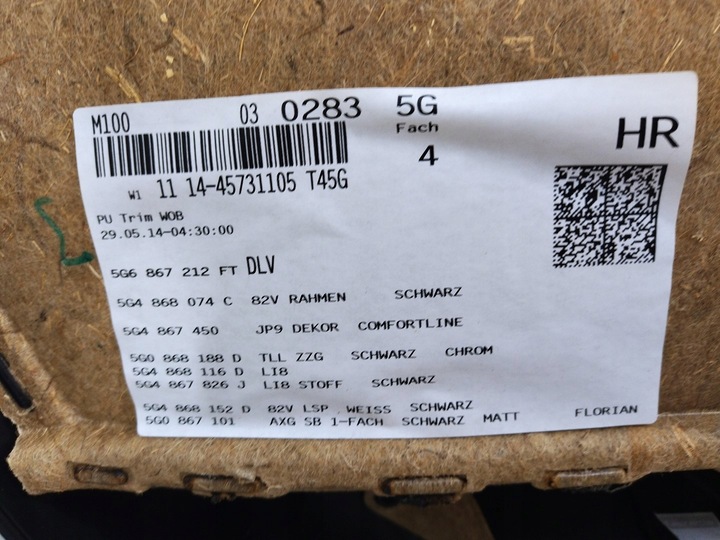 M100 03 0283 5G
Fach
4
HR
W1 11 14-45731105 T45G
PU Trim WOB
29.05.14-04:30:00
5G6 867 212 FT DLV
5G4 868 074 C 82V RAHMEN SCHWARZ
5G4 867 450 JP9 DEKOR COMFORTLINE
5G0 868 188 D TLL ZZG SCHWARZ CHROM
5G4 868 116 D LI8
5G4 867 826 J LI8 STOFF SCHWARZ
5G4 868 152 D 82V LSP. WEISS SCHWARZ
5G0 867 101 AXG SB 1-FACH SCHWARZ MATT FLORIAN